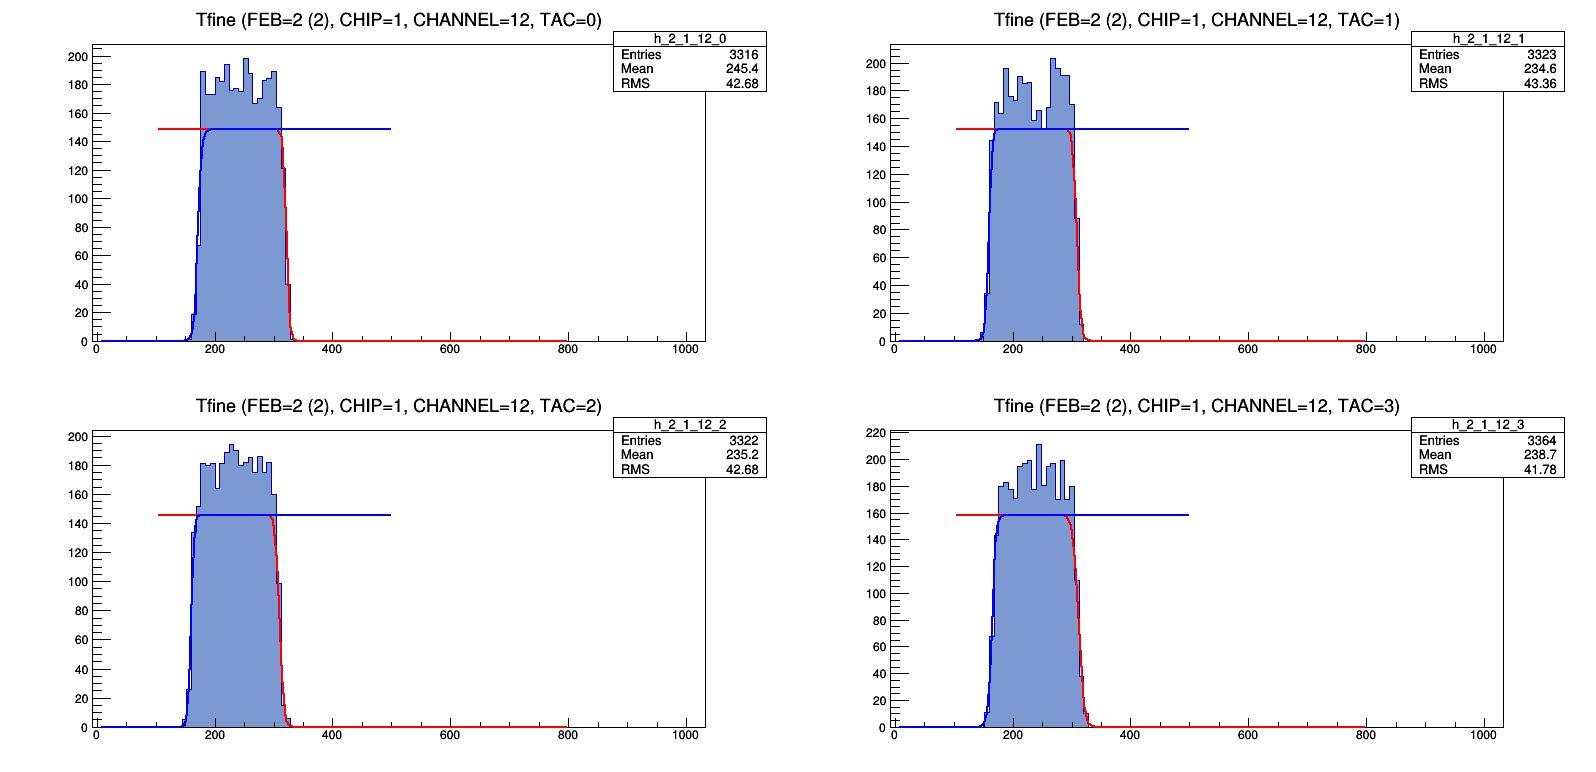 Tfine (FEB=2 (2), CHIP=1, CHANNEL=12, TAC=0)
h_2_1_12_0
Entries 3316
Mean 245.4
RMS 42.68
200
180
160
140
120
100
80
60
40
20
0
0 200 400 600 800 1000
Tfine (FEB=2 (2), CHIP=1, CHANNEL=12, TAC=1)
h_2_1_12_1
Entries 3323
Mean 234.6
RMS 43.36
200
180
160
140
120
100
80
60
40
20
0
0 200 400 600 800 1000
Tfine (FEB=2 (2), CHIP=1, CHANNEL=12, TAC=2)
h_2_1_12_2
Entries 3322
Mean 235.2
RMS 42.68
200
180
160
140
120
100
80
60
40
20
0
0 200 400 600 800 1000
Tfine (FEB=2 (2), CHIP=1, CHANNEL=12, TAC=3)
h_2_1_12_3
Entries 3364
Mean 238.7
RMS 41.78
220
200
180
160
140
120
100
80
60
40
20
0
0 200 400 600 800 1000